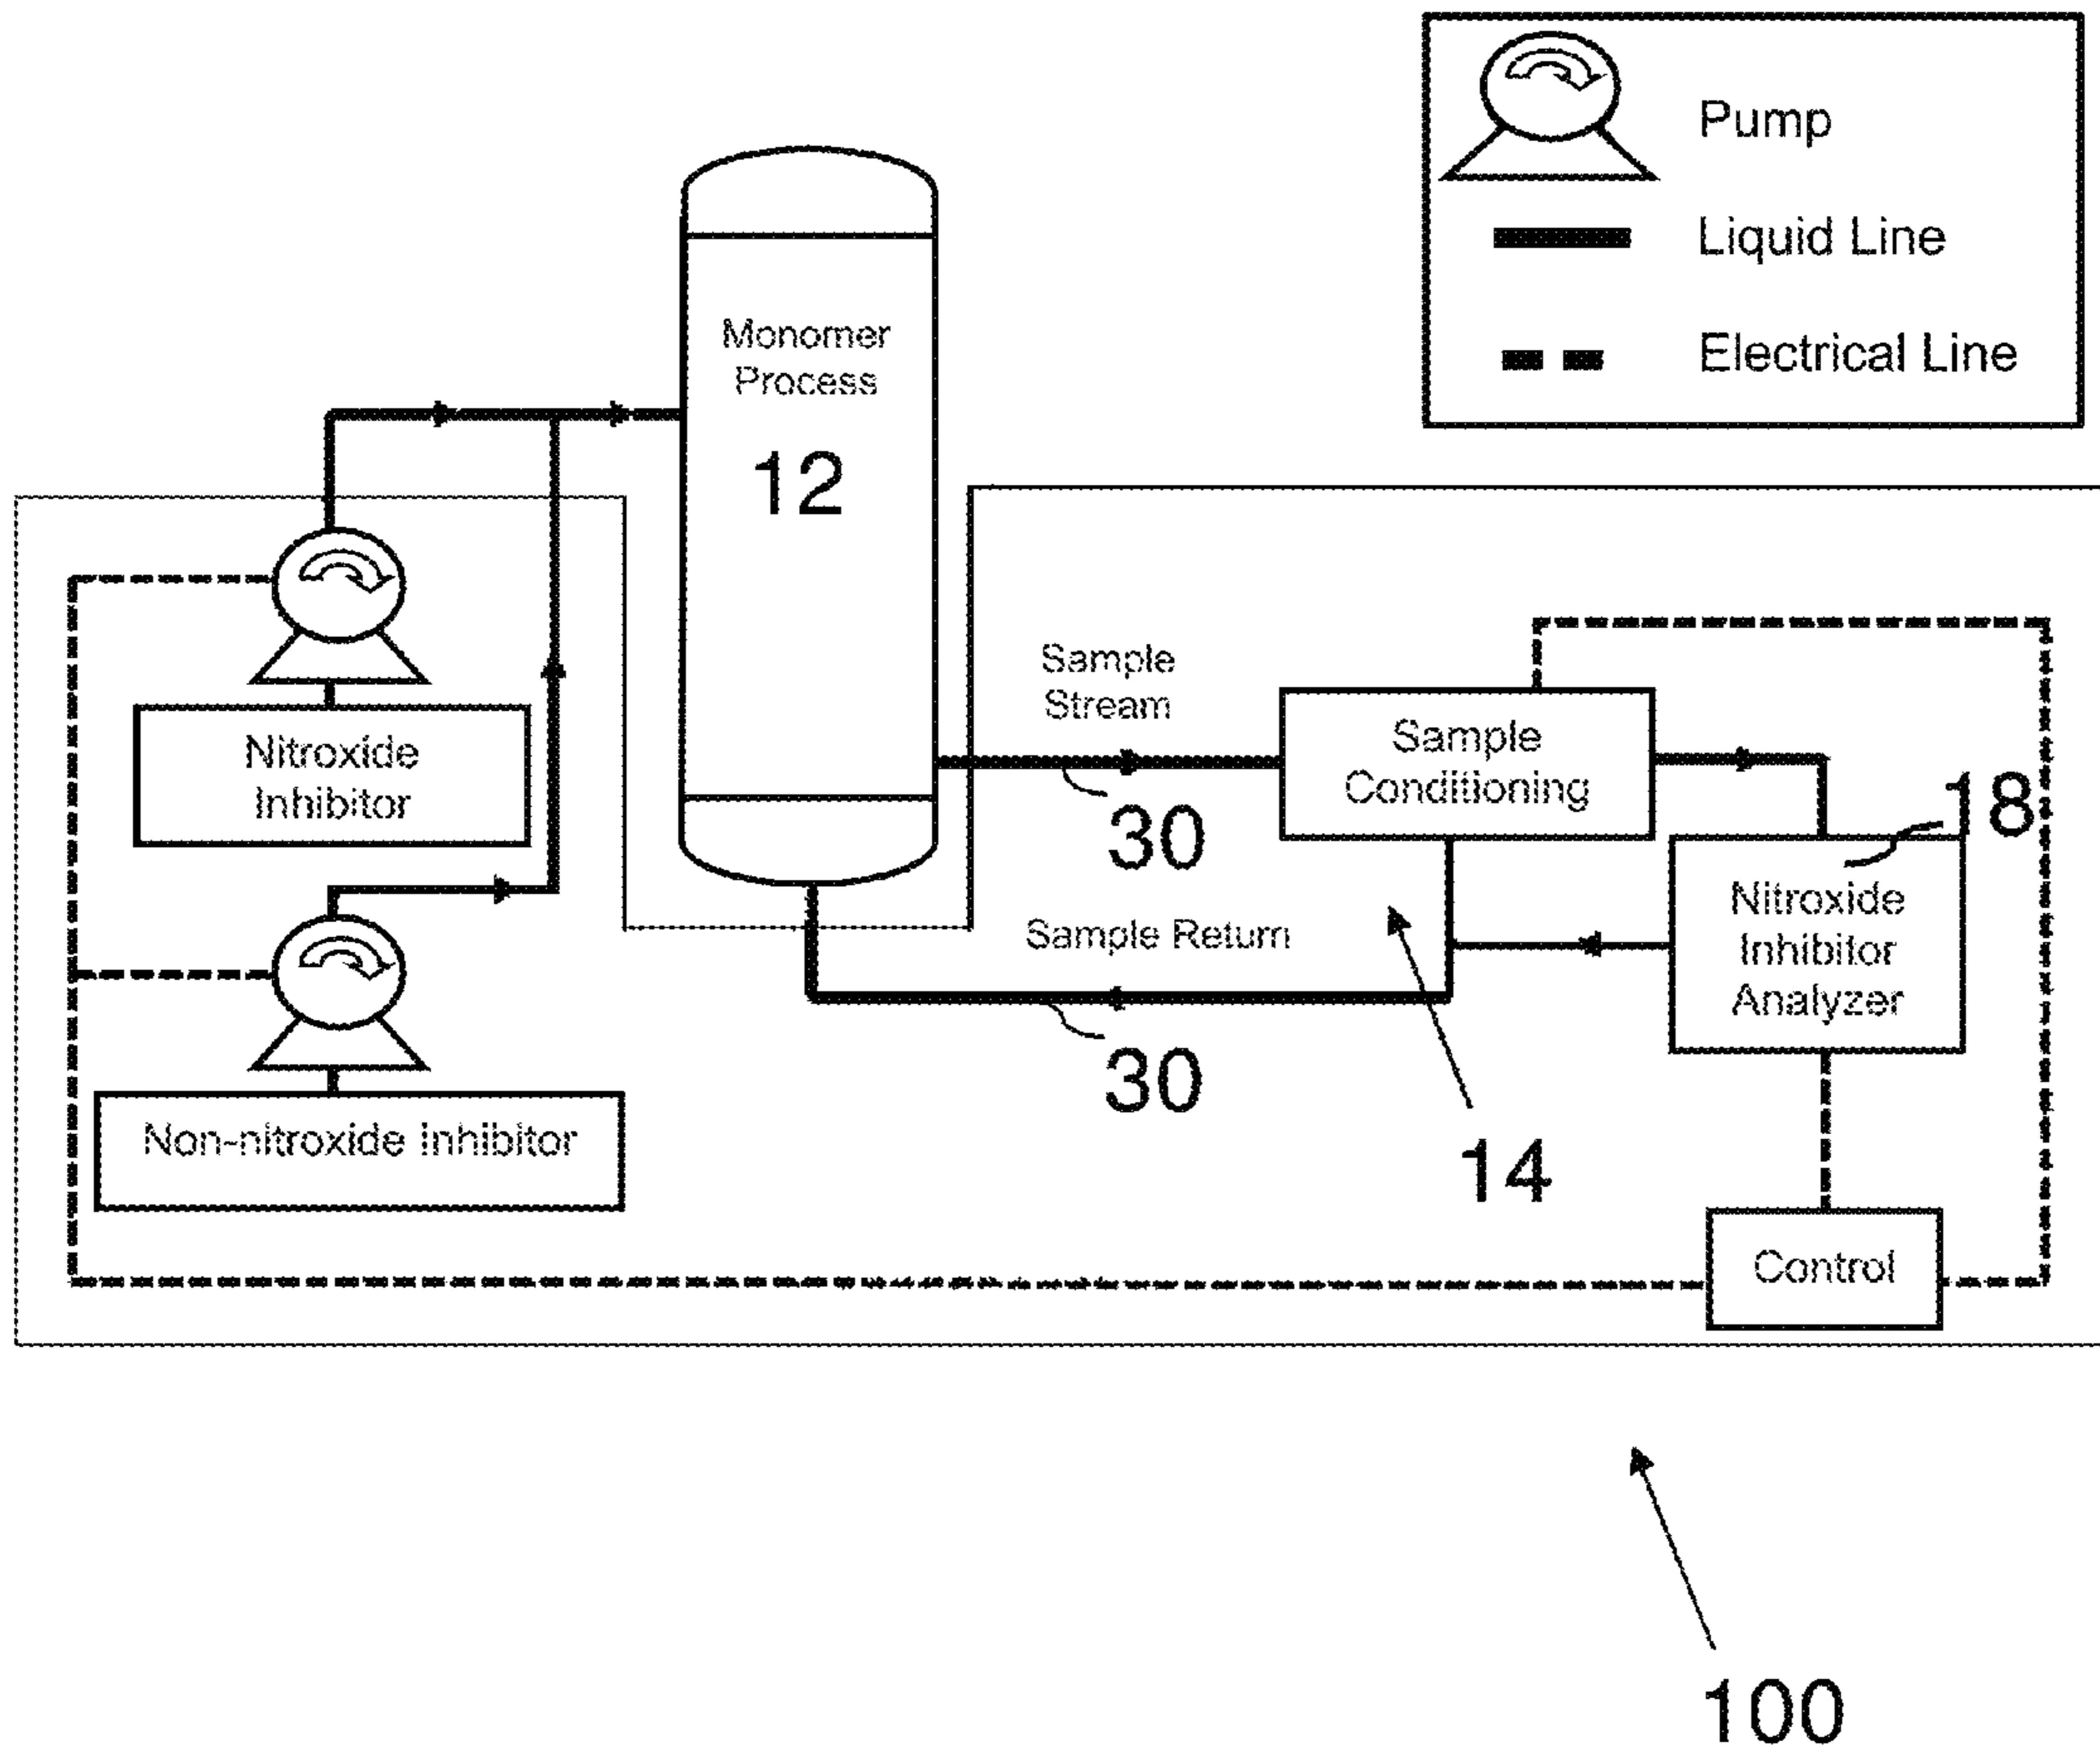 Pump
Liquid Line
Electrical Line
Monomer
Process
12
Sample
Stream
30
Sample
Conditioning
18
Nitroxide
Inhibitor
Nitroxide
Inhibitor
Analyzer
Sample Return
30
Non-nitroxide inhibitor
14
Control
100